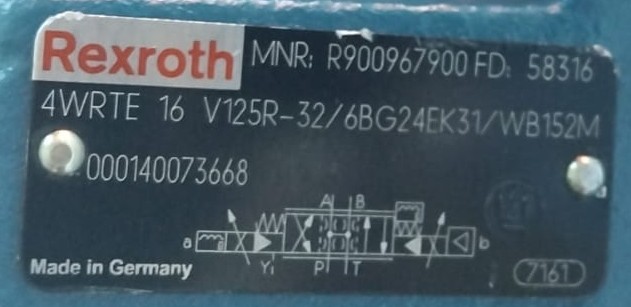 Rexroth MNR: R900967900 FD: 58316
4WRTE 16 V125R-32/6BG24EK31/WB152M
000140073668
A B
a b
Y P T
Made in Germany 7161